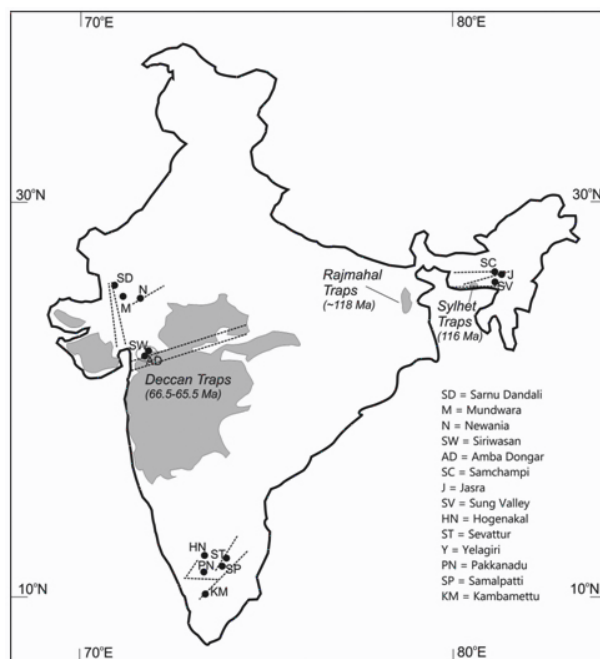 70°E
80°E
30°N
30°N
SD
M
N
SC
J
SV
Rajmahal
Traps
(~118 Ma)
Sylhet
Traps
(116 Ma)
SW
AD
Deccan Traps
(66.5-65.5 Ma)
SD = Sarnu Dandali
M = Mundwara
N = Newania
SW = Siriwasan
AD = Amba Dongar
SC = Samchampi
J = Jasra
SV = Sung Valley
HN = Hogenakal
ST = Sevattur
Y = Yelagiri
PN = Pakkanadu
SP = Samalpatti
KM = Kambamettu
HN
ST
PN
SP
KM
10°N
10°N
70°E
80°E